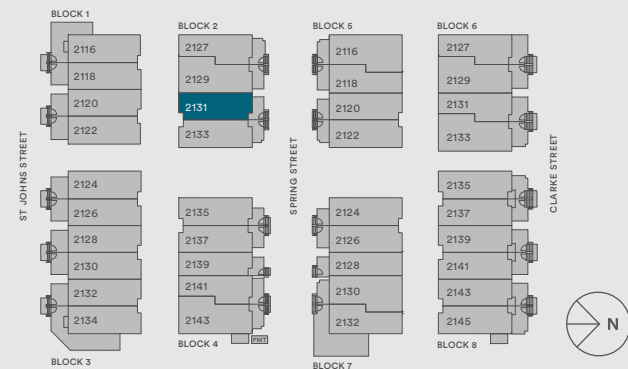 BLOCK 1
2116
2118
2120
2122
BLOCK 2
2127
2129
2131
2133
BLOCK 5
2116
2118
2120
2122
BLOCK 6
2127
2129
2131
2133
ST JOHNS STREET
SPRING STREET
CLARKE STREET
2124
2126
2128
2130
2132
2134
BLOCK 3
2135
2137
2139
2141
2143
BLOCK 4
PMT
2124
2126
2128
2130
2132
BLOCK 7
2135
2137
2139
2141
2143
2145
BLOCK 8
N